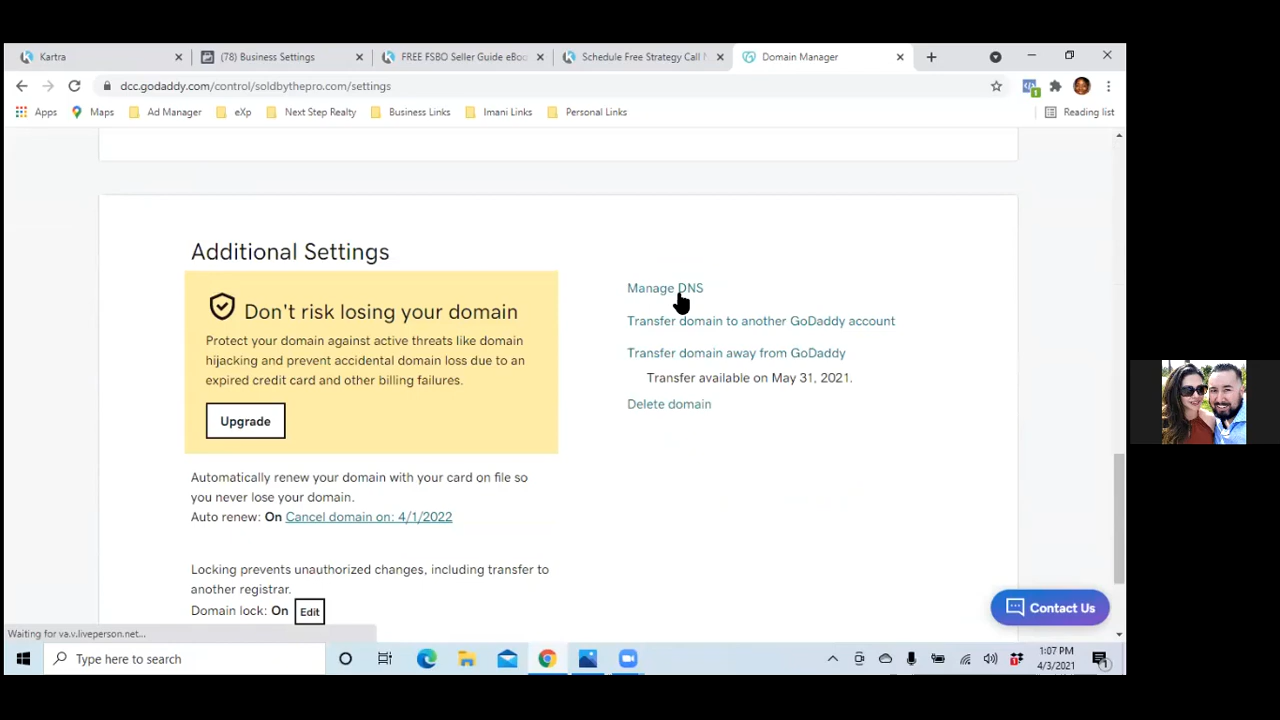 Kartra
(78) Business Settings
FREE FSBO Seller Guide eBoo
Schedule Free Strategy Call
Domain Manager
dcc.godaddy.com/control/soldbythepro.com/settings
1
Apps
Maps
Ad Manager
eXp
Next Step Realty
Business Links
Imani Links
Personal Links
Reading list
Additional Settings
Don't risk losing your domain
Protect your domain against active threats like domain
hijacking and prevent accidental domain loss due to an
expired credit card and other billing failures.
Upgrade
Manage DNS
Transfer domain to another GoDaddy account
Transfer domain away from GoDaddy
Transfer available on May 31, 2021.
Delete domain
Automatically renew your domain with your card on file so
you never lose your domain.
Auto renew: On Cancel domain on: 4/1/2022
Locking prevents unauthorized changes, including transfer to
another registrar.
Domain lock: On Edit
Contact Us
Waiting for va.v.liveperson.net...
Type here to search
1:07 PM
4/3/2021
1